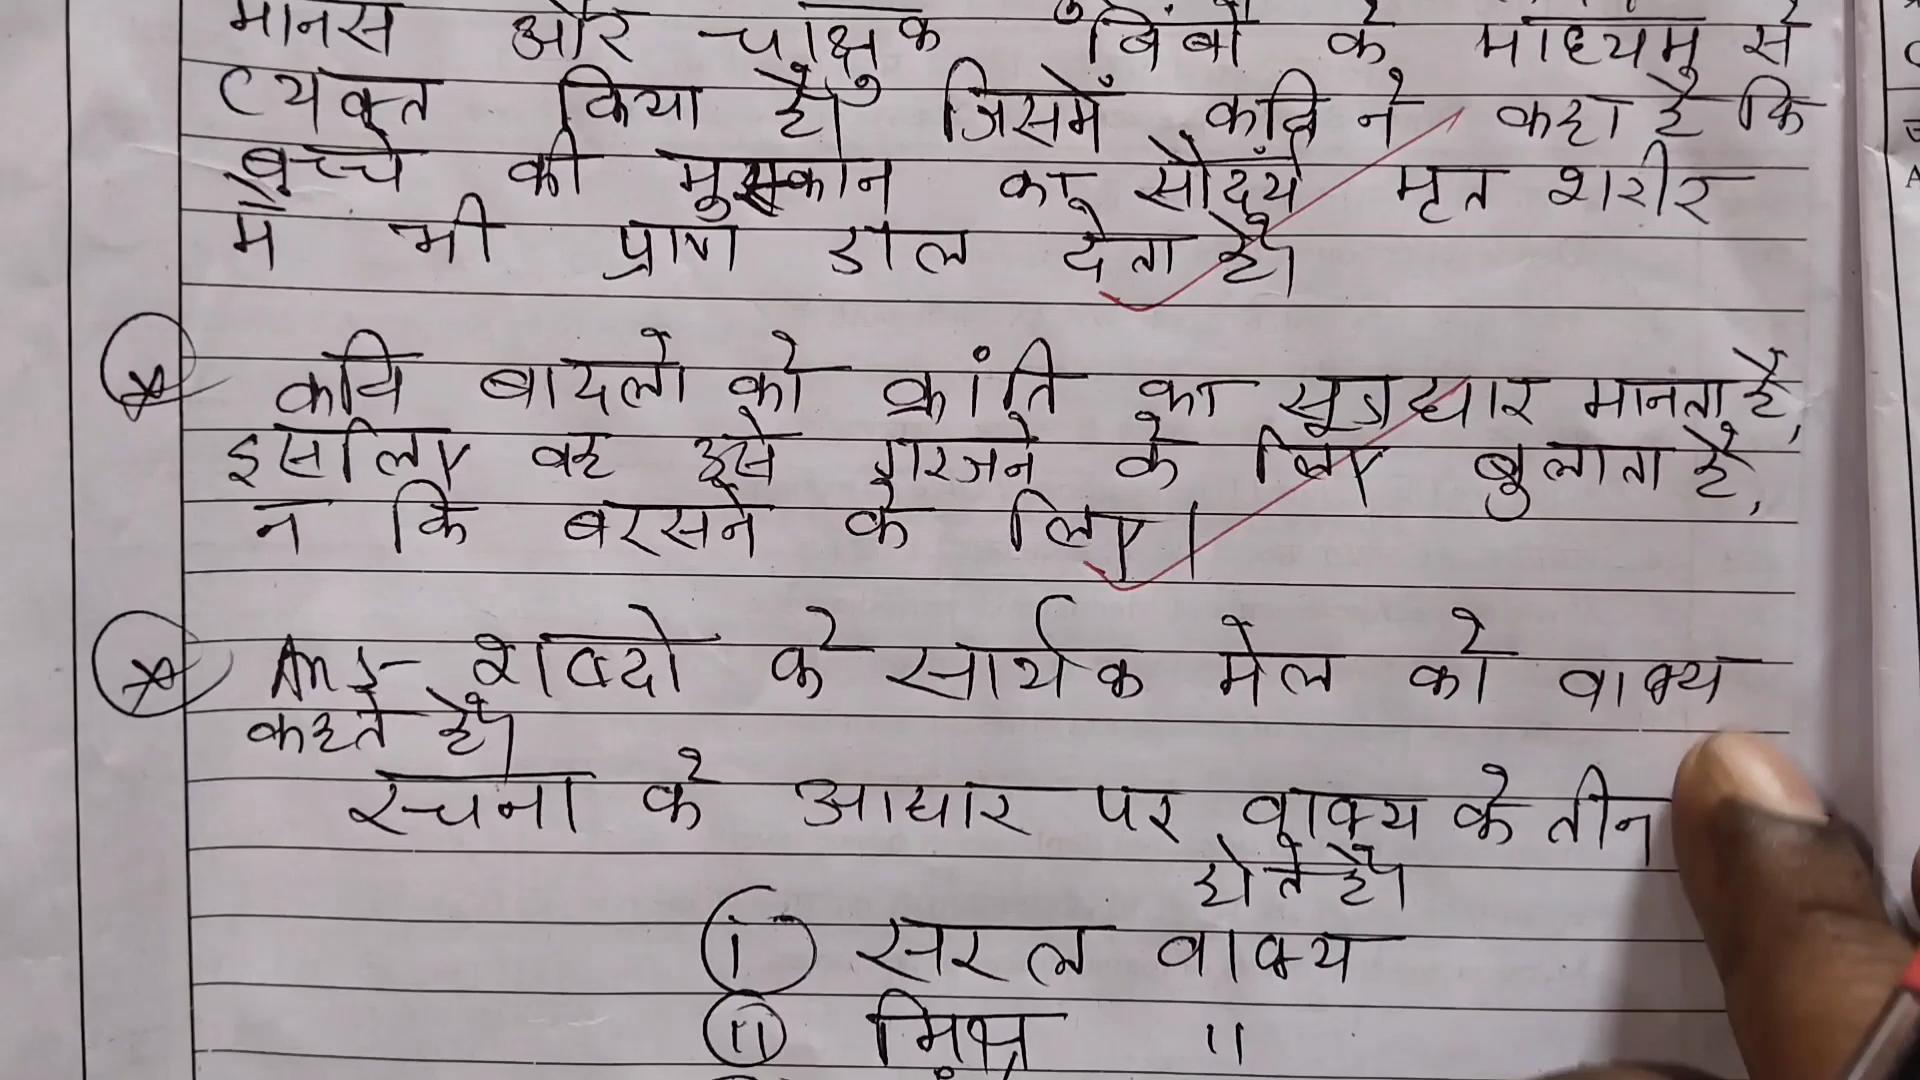 मानस और चाक्षुक बिंबों के माध्यम से
व्यक्त किया है। जिसमें कवि ने कहा है कि
बच्चे की मुस्कान का सौंदर्य मृत शरीर
में भी प्राण डाल देता है।
कवि बादलो को क्रांति का सूत्रधार मानता है,
इसलिए वह उसे गरजने के लिए बुलाता है,
न कि बरसने के लिए।
Ans- शब्दो के सार्थक मेल को वाक्य
कहते है।
रचना के आधार पर वाक्य के तीन
होते है।
(i) सरल वाक्य
(ii) मिश्र "